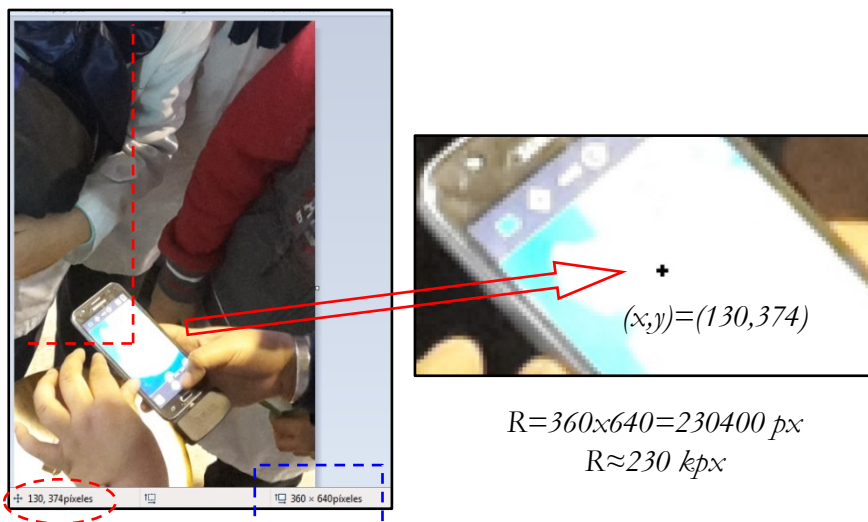 (x,y)=(130,374)
R=360x640=230400 px
R≈230 kpx
130, 374píxeles
360 × 640píxeles